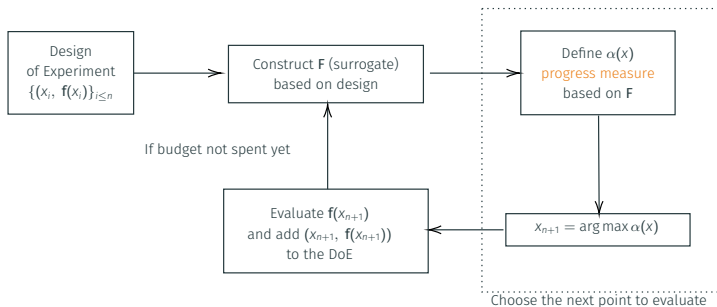 Design
of Experiment
{(xᵢ, f(xᵢ)}ᵢ≤ₙ
Construct F (surrogate)
based on design
Define α(x)
progress measure
based on F
If budget not spent yet
Evaluate f(xₙ₊₁)
and add (xₙ₊₁, f(xₙ₊₁))
to the DoE
xₙ₊₁ = arg max α(x)
Choose the next point to evaluate